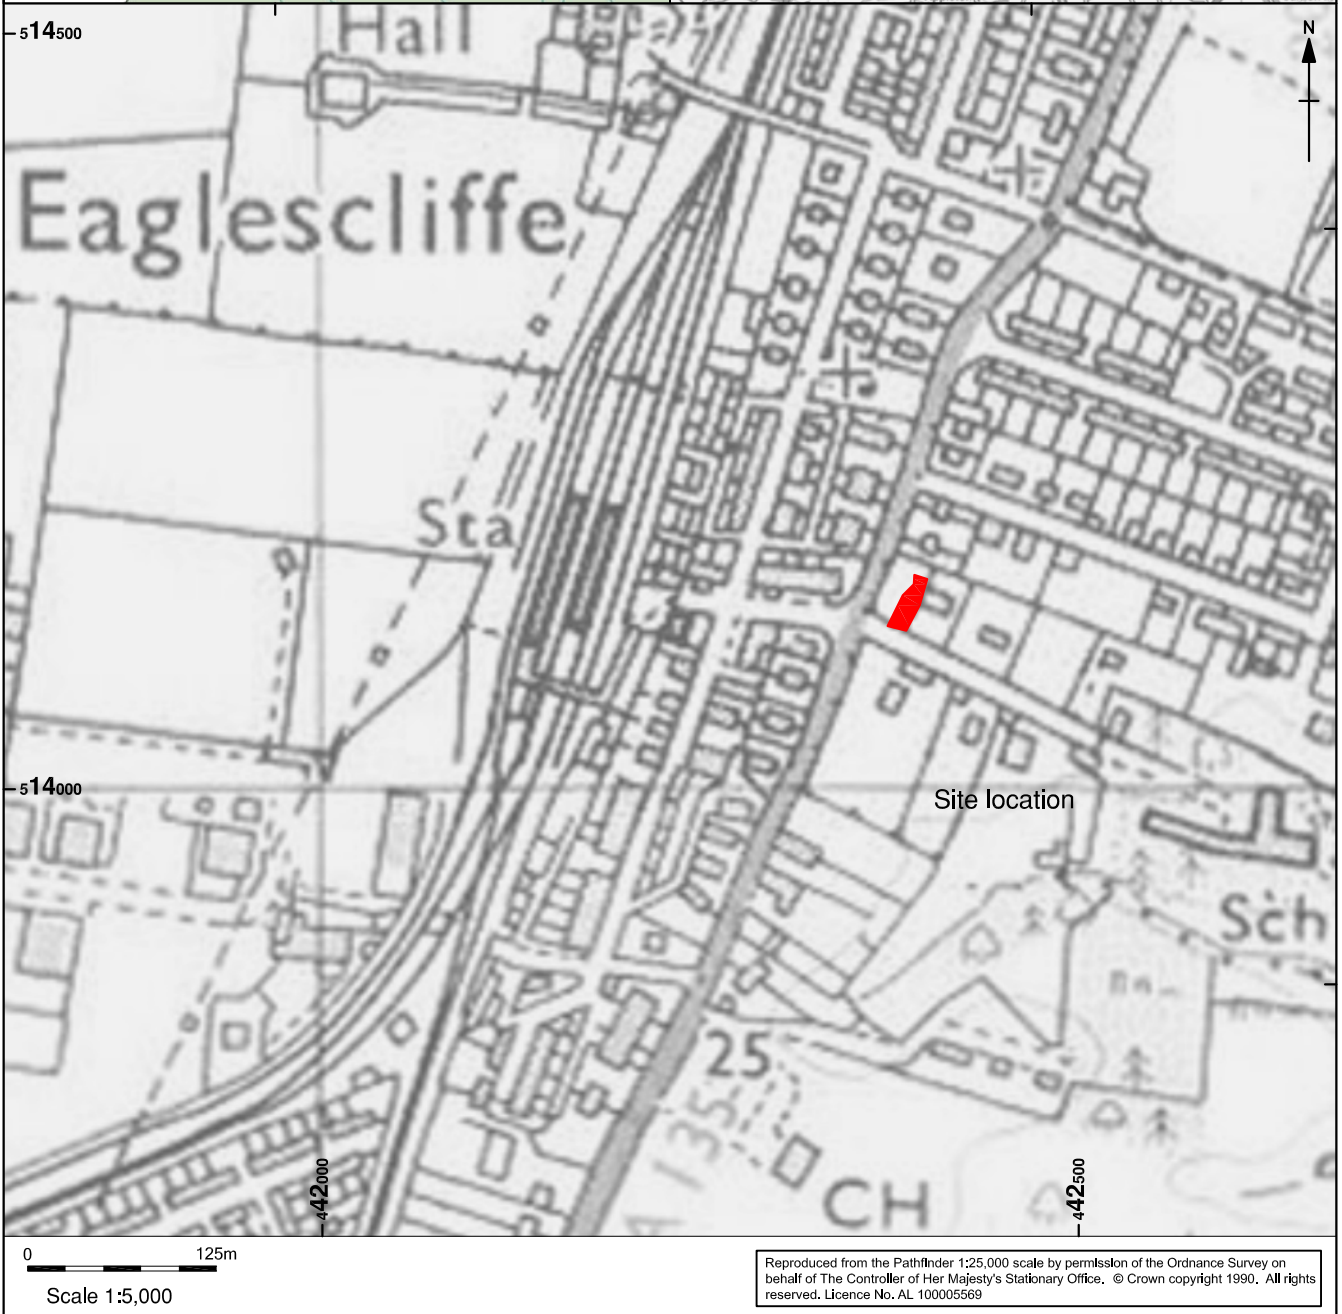 514500
N
Hall
Eaglescliffe
Sta
514000
Site location
Sch
25
A 135
CH
442000
442500
0 125m
Scale 1:5,000
Reproduced from the Pathfinder 1:25,000 scale by permission of the Ordnance Survey on
behalf of The Controller of Her Majesty's Stationary Office. © Crown copyright 1990. All rights
reserved. Licence No. AL 100005569